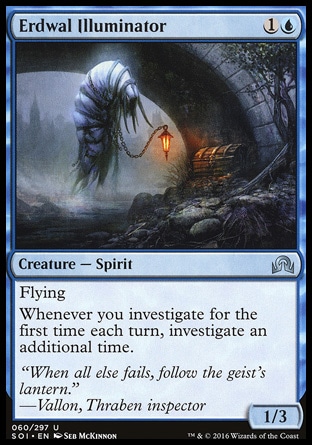 Erdwal Illuminator 1
Creature — Spirit
Flying
Whenever you investigate for the
first time each turn, investigate an
additional time.
"When all else fails, follow the geist's
lantern."
—Vallon, Thraben inspector
1/3
060/297 U
SOI • EN Seb McKinnon
™ & © 2016 Wizards of the Coast